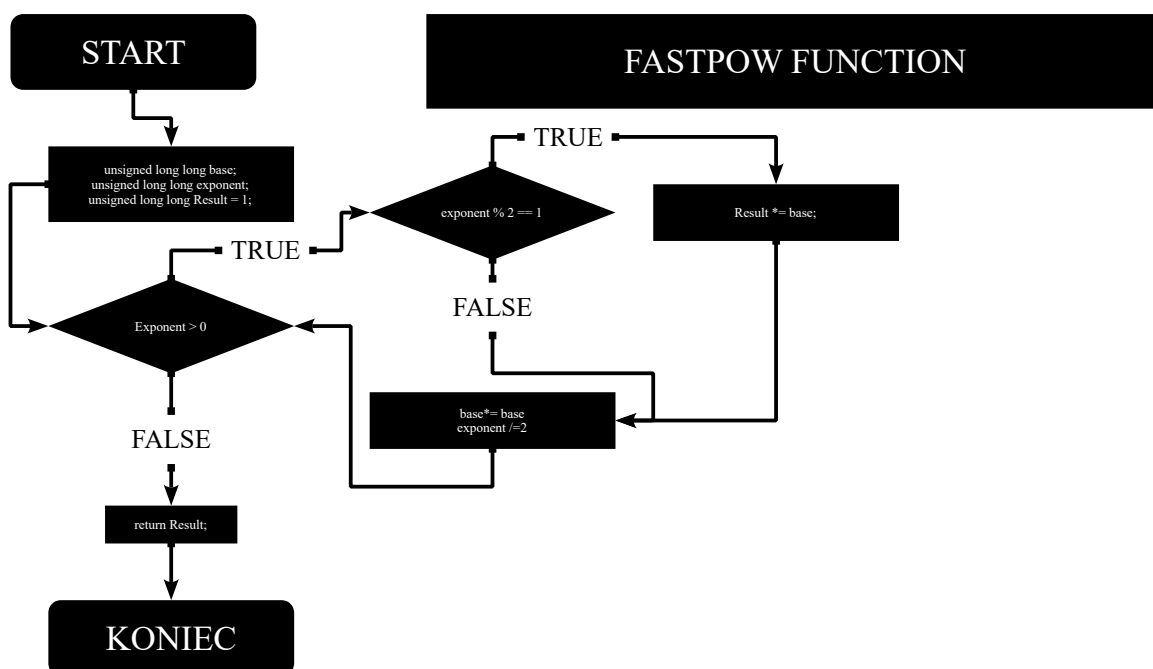 START
FASTPOW FUNCTION
unsigned long long base;
unsigned long long exponent;
unsigned long long Result = 1;
TRUE
exponent % 2 == 1
Result *= base;
TRUE
FALSE
Exponent > 0
base*= base
exponent /=2
FALSE
return Result;
KONIEC